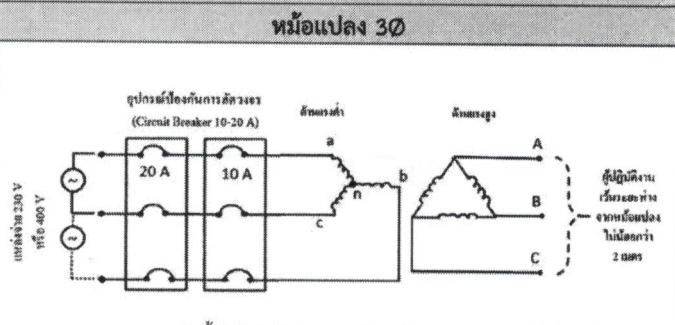 หม้อแปลง 3Ø
อุปกรณ์ป้องกันการลัดวงจร
(Circuit Breaker 10-20 A)
ด้านแรงต่ำ
ด้านแรงสูง
a
A
20 A
10 A
n
b
B
c
C
แหล่งจ่าย 230 V
หรือ 400 V
ผู้ปฏิบัติงาน
เว้นระยะห่าง
จากหม้อแปลง
ไม่น้อยกว่า
2 เมตร